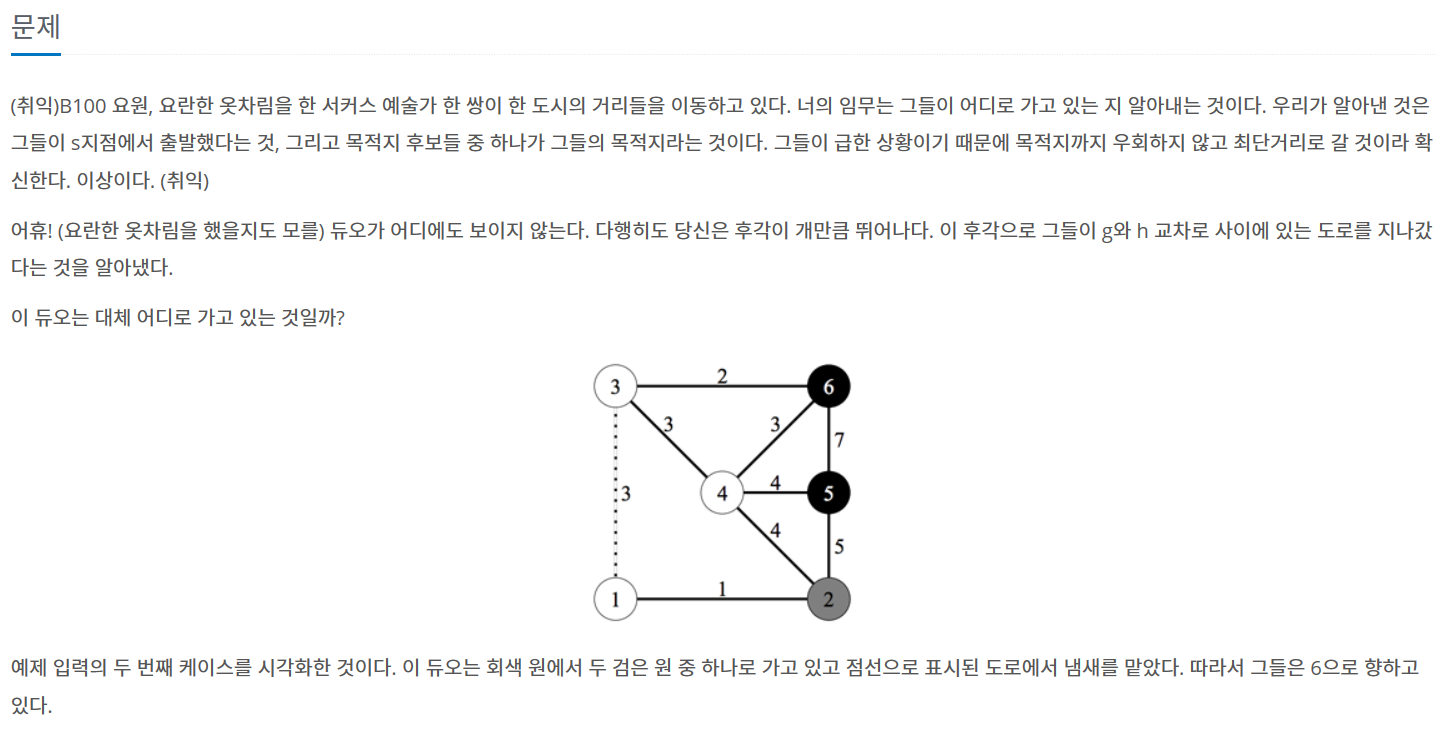 문제
(취익)B100 요원, 요란한 옷차림을 한 서커스 예술가 한 쌍이 한 도시의 거리들을 이동하고 있다. 너의 임무는 그들이 어디로 가고 있는 지 알아내는 것이다. 우리가 알아낸 것은
그들이 s지점에서 출발했다는 것, 그리고 목적지 후보들 중 하나가 그들의 목적지라는 것이다. 그들이 급한 상황이기 때문에 목적지까지 우회하지 않고 최단거리로 갈 것이라 확
신한다. 이상이다. (취익)
어휴! (요란한 옷차림을 했을지도 모를) 듀오가 어디에도 보이지 않는다. 다행히도 당신은 후각이 개만큼 뛰어나다. 이 후각으로 그들이 g와 h 교차로 사이에 있는 도로를 지나갔
다는 것을 알아냈다.
이 듀오는 대체 어디로 가고 있는 것일까?
3 2 6
3 3
7
3 4 4 5
4
5
1 1 2
예제 입력의 두 번째 케이스를 시각화한 것이다. 이 듀오는 회색 원에서 두 검은 원 중 하나로 가고 있고 점선으로 표시된 도로에서 냄새를 맡았다. 따라서 그들은 6으로 향하고
있다.